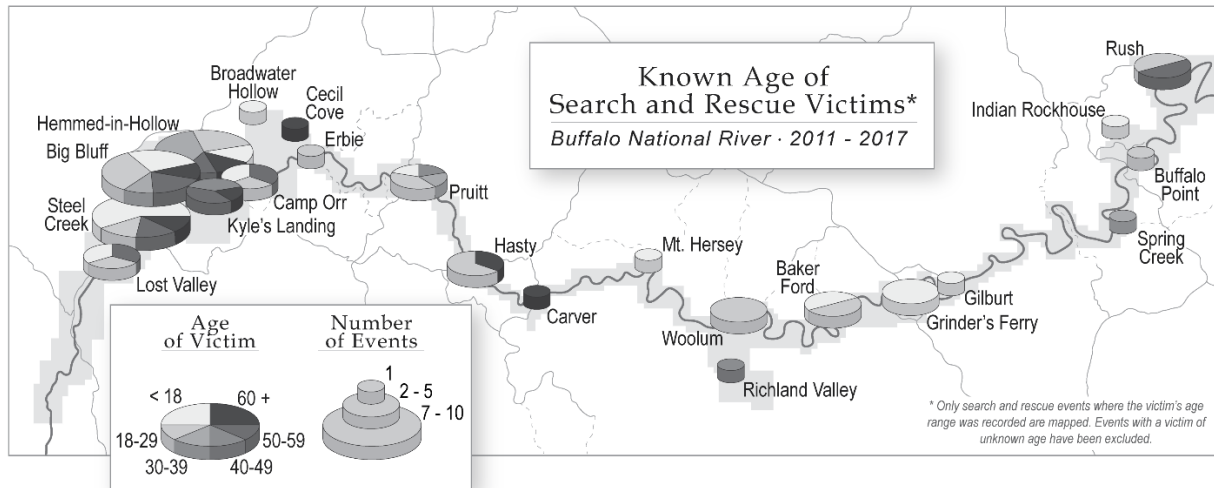 Known Age of
Search and Rescue Victims*
Buffalo National River · 2011 - 2017
Rush
Broadwater
Hollow
Cecil
Cove
Indian Rockhouse
Hemmed-in-Hollow
Erbie
Big Bluff
Buffalo
Point
Pruitt
Camp Orr
Steel
Creek
Kyle's Landing
Spring
Creek
Hasty
Mt. Hersey
Lost Valley
Baker
Ford
Gilburt
Carver
Grinder's Ferry
Woolum
Richland Valley
Age
of Victim
< 18
60 +
18-29
50-59
30-39
40-49
Number
of Events
1
2 - 5
7 - 10
* Only search and rescue events where the victim's age
range was recorded are mapped. Events with a victim of
unknown age have been excluded.